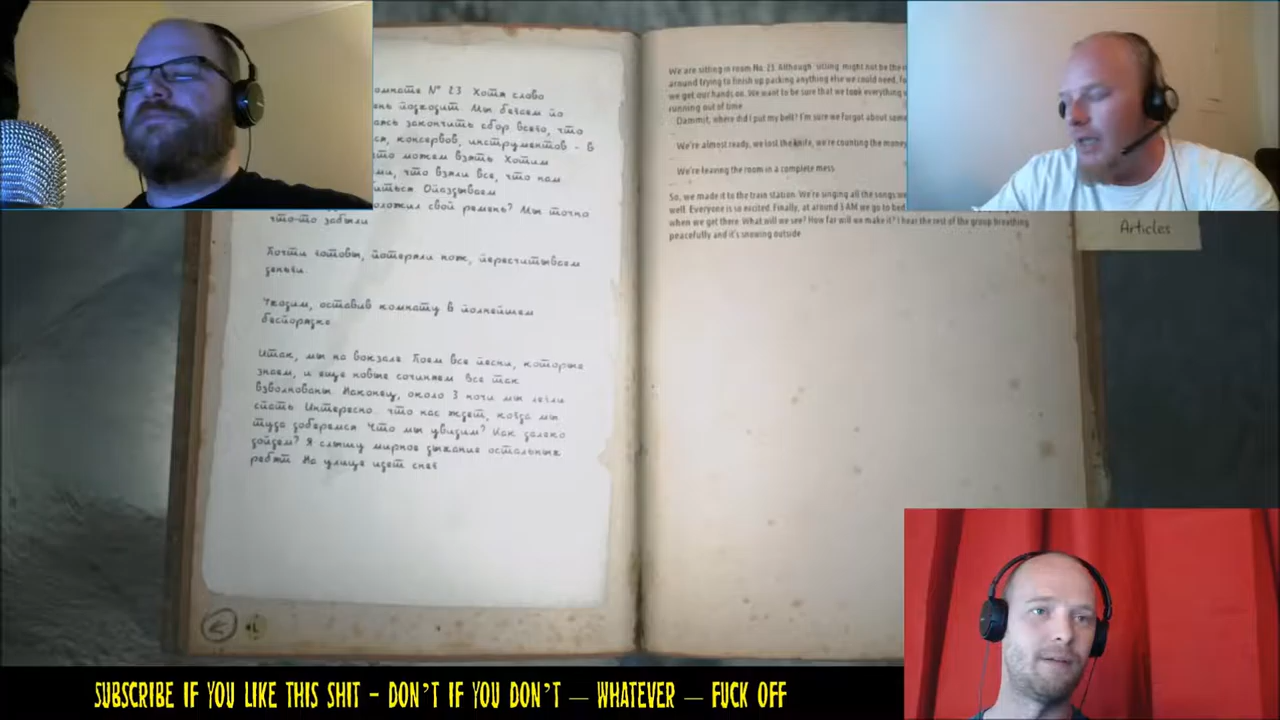 омнате № 23 Хотя слово
ень подходит. Мы бегаем по
аясь закончить сбор всего, что
ся, консервов, инструментов - в
что можем взять Хотим
ми, что взяли все, что нам
иться Опаздываем
оложил свой ремень? Мы точно
что-то забыли
Почти готовы, потеряли нож, пересчитываем
деньги.
Уходим, оставив комнату в полнейшем
беспорядке
Итак, мы на вокзале Поем все песни, которые
знаем, и еще новые сочиняем Все так
взволнованы Наконец, около 3 ночи мы легли
спать Интересно что нас ждет, когда мы
туда доберемся Что мы увидим? Как далеко
дойдем? Я слышу мирное дыхание остальных
ребят На улице идет снег
We are sitting in room No. 23. Although 'sitting' might not be the
around trying to finish up packing anything else we could need, fo
we get our hands on. We want to be sure that we took everything
running out of time
Dammit, where did I put my belt? I'm sure we forgot about some
We're almost ready, we lost the knife, we're counting the money
We're leaving the room in a complete mess
So, we made it to the train station. We're singing all the songs we
well. Everyone is so excited. Finally, at around 3 AM we go to bed
when we get there. What will we see? How far will we make it? I hear the rest of the group breathing
peacefully and it's snowing outside
Articles
SUBSCRIBE IF YOU LIKE THIS SHIT - DON'T IF YOU DON'T — WHATEVER — FUCK OFF